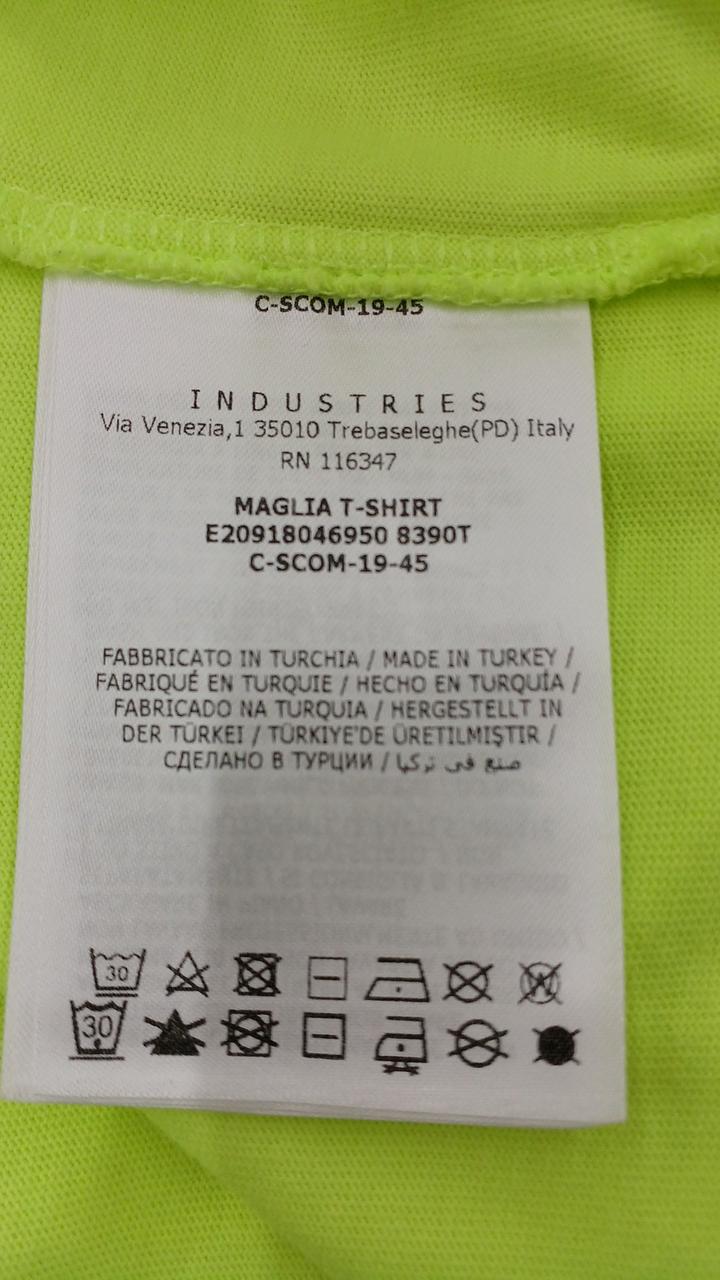 C-SCOM-19-45
INDUSTRIES
Via Venezia,1 35010 Trebaseleghe(PD) Italy
RN 116347
MAGLIA T-SHIRT
E20918046950 8390T
C-SCOM-19-45
FABBRICATO IN TURCHIA / MADE IN TURKEY /
FABRIQUÉ EN TURQUIE / HECHO EN TURQUÍA /
FABRICADO NA TURQUIA / HERGESTELLT IN
DER TÜRKEI / TÜRKIYE'DE ÜRETILMIŞTIR /
СДЕЛАНО В ТУРЦИИ / صنع في تركيا
30
W
30